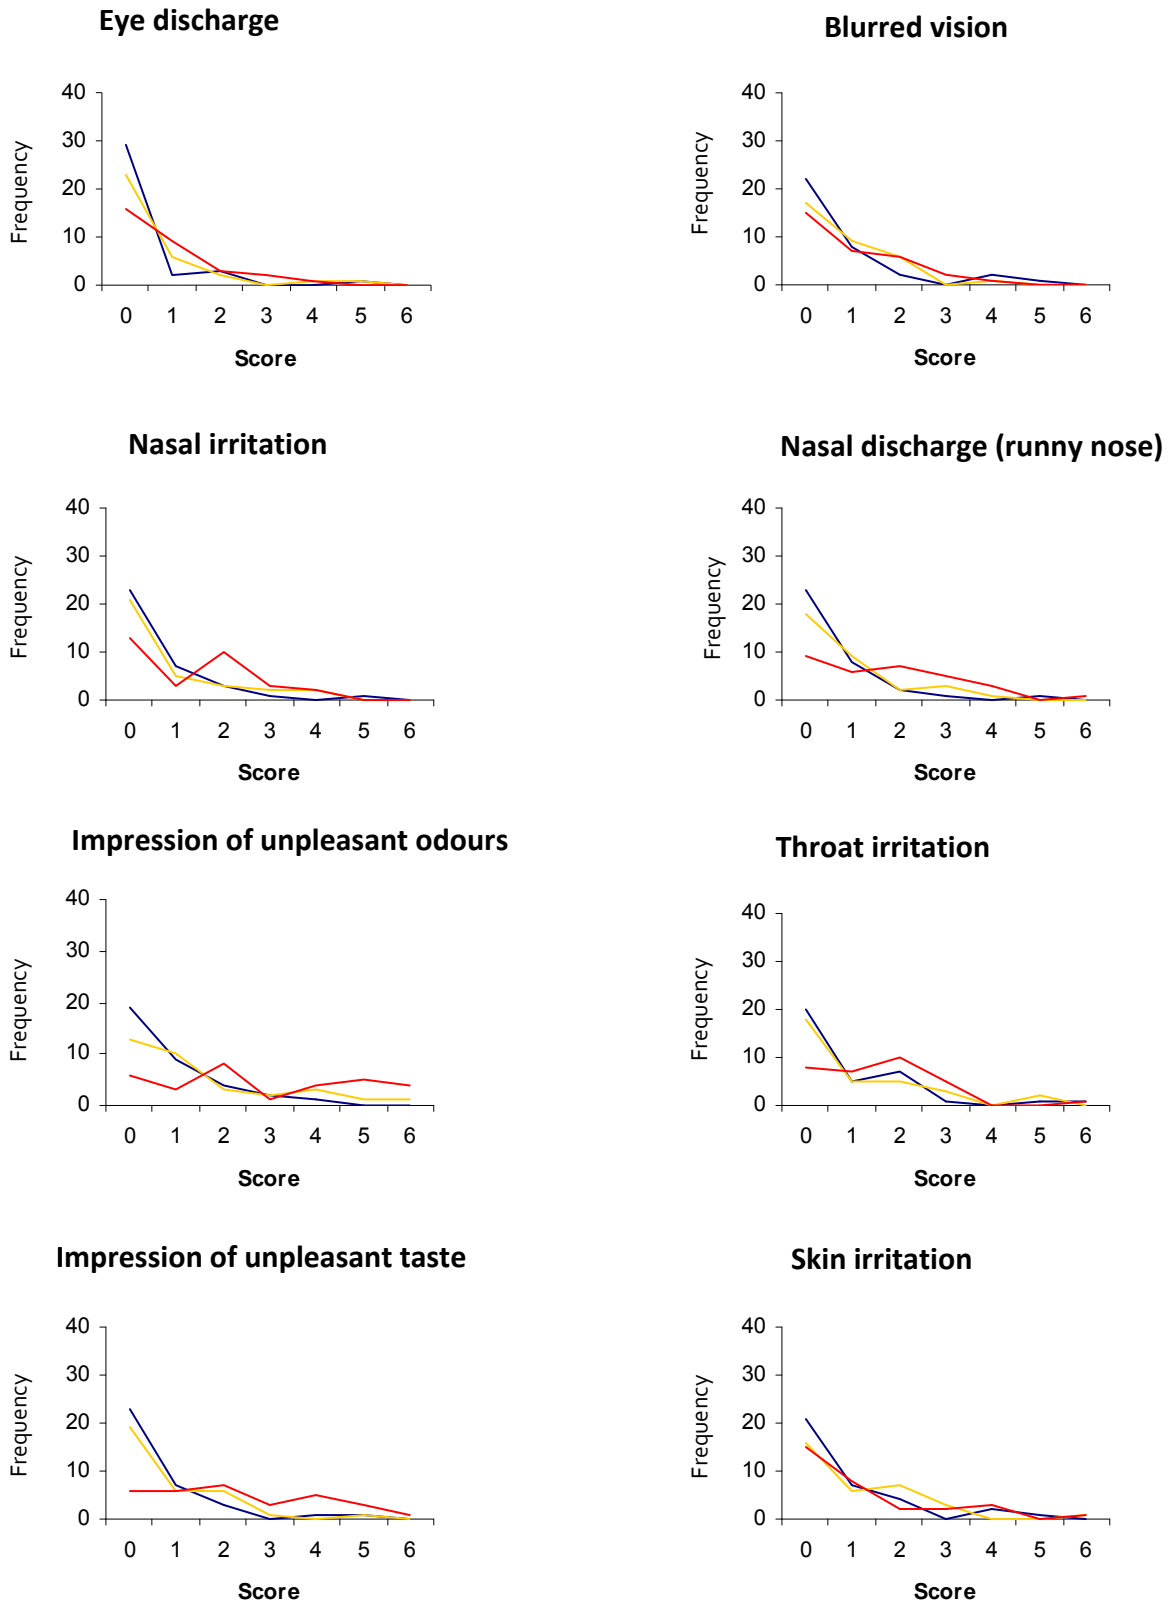 Eye discharge
40
30
20
10
0
Frequency
0 1 2 3 4 5 6
Score
Blurred vision
40
30
20
10
0
Frequency
0 1 2 3 4 5 6
Score
Nasal irritation
40
30
20
10
0
Frequency
0 1 2 3 4 5 6
Score
Nasal discharge (runny nose)
40
30
20
10
0
Frequency
0 1 2 3 4 5 6
Score
Impression of unpleasant odours
40
30
20
10
0
Frequency
0 1 2 3 4 5 6
Score
Throat irritation
40
30
20
10
0
Frequency
0 1 2 3 4 5 6
Score
Impression of unpleasant taste
40
30
20
10
0
Frequency
0 1 2 3 4 5 6
Score
Skin irritation
40
30
20
10
0
Frequency
0 1 2 3 4 5 6
Score